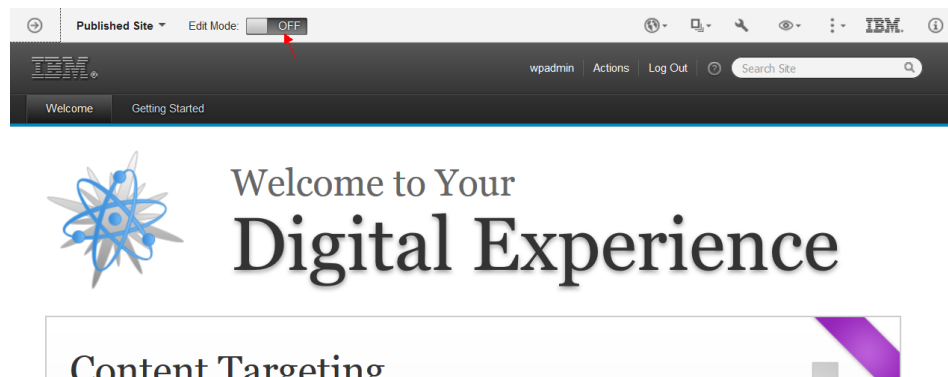 Published Site Edit Mode: OFF IBM.
IBM.
wpadmin Actions Log Out ? Search Site
Welcome Getting Started
Welcome to Your
Digital Experience
Content Targeting